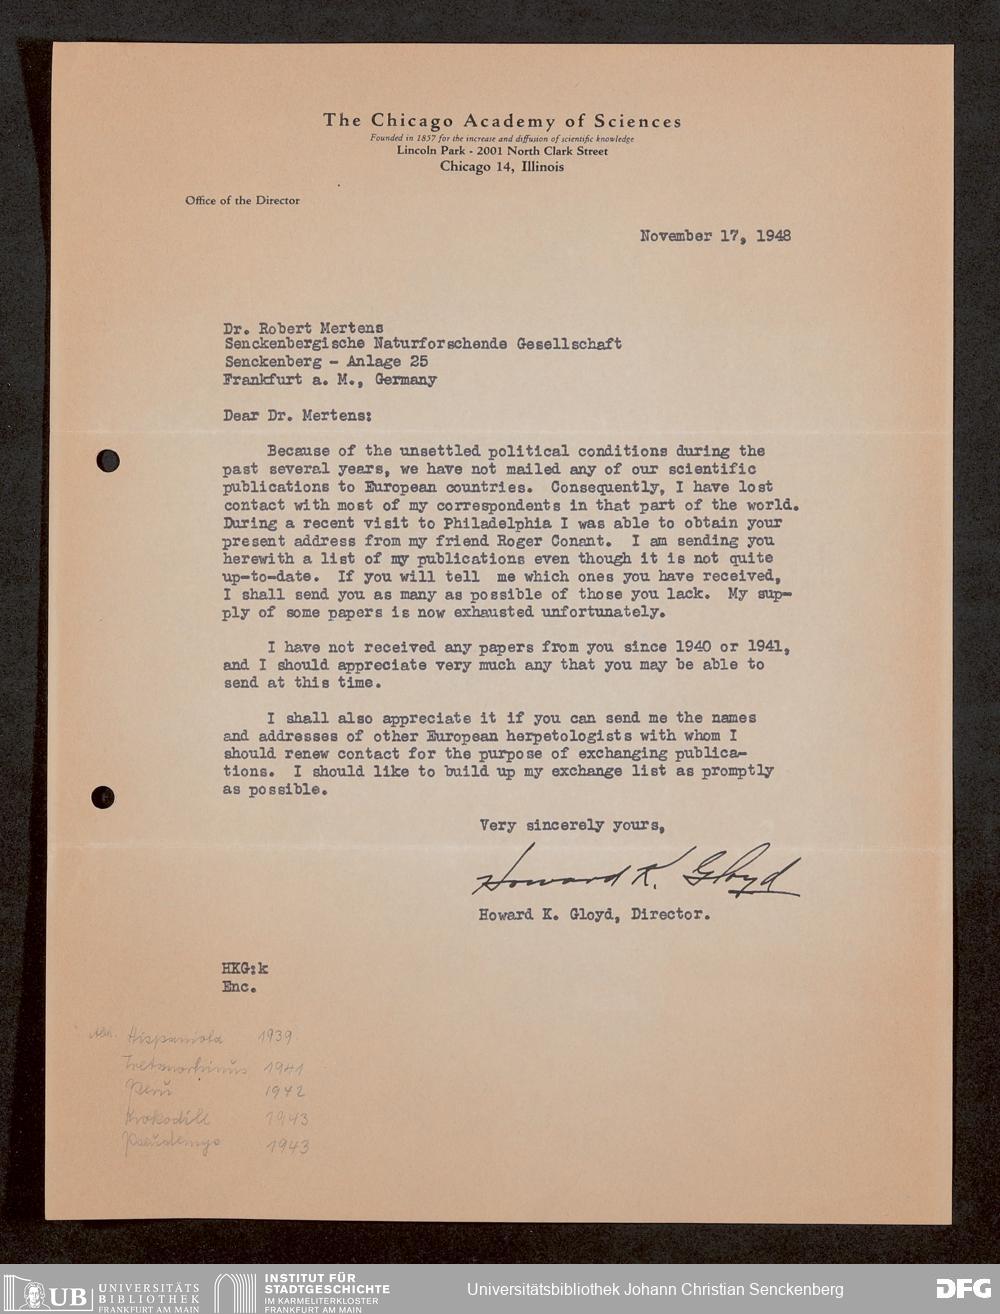 The Chicago Academy of Sciences
Founded in 1857 for the increase and diffusion of scientific knowledge
Lincoln Park - 2001 North Clark Street
Chicago 14, Illinois
Office of the Director
November 17, 1948
Dr. Robert Mertens
Senckenbergische Naturforschende Gesellschaft
Senckenberg - Anlage 25
Frankfurt a. M., Germany
Dear Dr. Mertens:
Because of the unsettled political conditions during the
past several years, we have not mailed any of our scientific
publications to European countries. Consequently, I have lost
contact with most of my correspondents in that part of the world.
During a recent visit to Philadelphia I was able to obtain your
present address from my friend Roger Conant. I am sending you
herewith a list of my publications even though it is not quite
up-to-date. If you will tell me which ones you have received,
I shall send you as many as possible of those you lack. My sup-
ply of some papers is now exhausted unfortunately.
I have not received any papers from you since 1940 or 1941,
and I should appreciate very much any that you may be able to
send at this time.
I shall also appreciate it if you can send me the names
and addresses of other European herpetologists with whom I
should renew contact for the purpose of exchanging publica-
tions. I should like to build up my exchange list as promptly
as possible.
Very sincerely yours,
Howard K. Gloyd
Howard K. Gloyd, Director.
HKG:k
Enc.
Hispaniola 1939
Tretanorhinus 1941
Peru 1942
Krokodile 1943
Pseudemys 1943
UB UNIVERSITÄTS
BIBLIOTHEK
FRANKFURT AM MAIN
INSTITUT FÜR
STADTGESCHICHTE
IM KARMELITERKLOSTER
FRANKFURT AM MAIN
Universitätsbibliothek Johann Christian Senckenberg
DFG